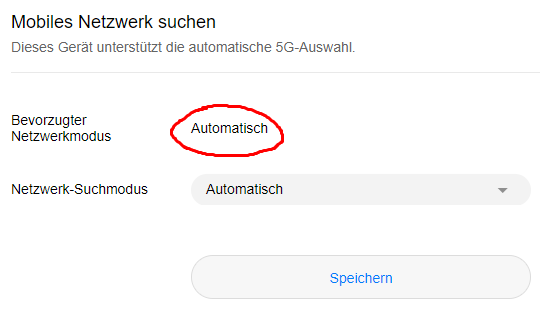 Mobiles Netzwerk suchen
Dieses Gerät unterstützt die automatische 5G-Auswahl.
Bevorzugter
Netzwerkmodus
Automatisch
Netzwerk-Suchmodus
Automatisch
Speichern